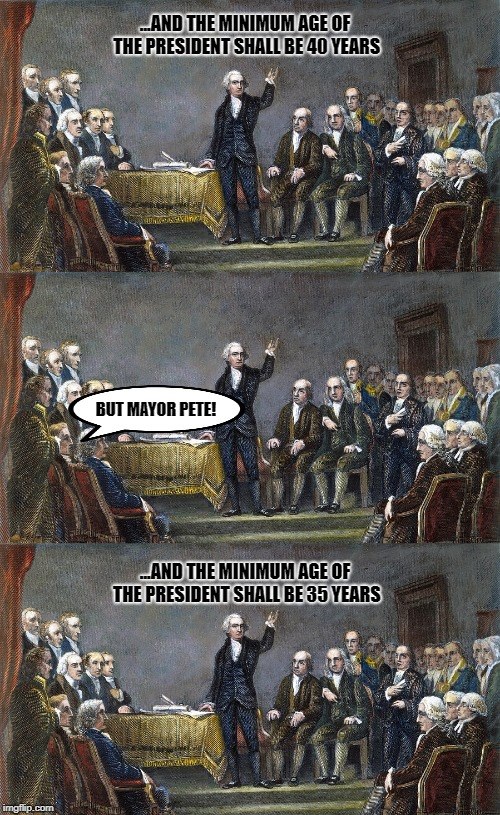 ...AND THE MINIMUM AGE OF
THE PRESIDENT SHALL BE 40 YEARS
BUT MAYOR PETE!
...AND THE MINIMUM AGE OF
THE PRESIDENT SHALL BE 35 YEARS
imgflip.com